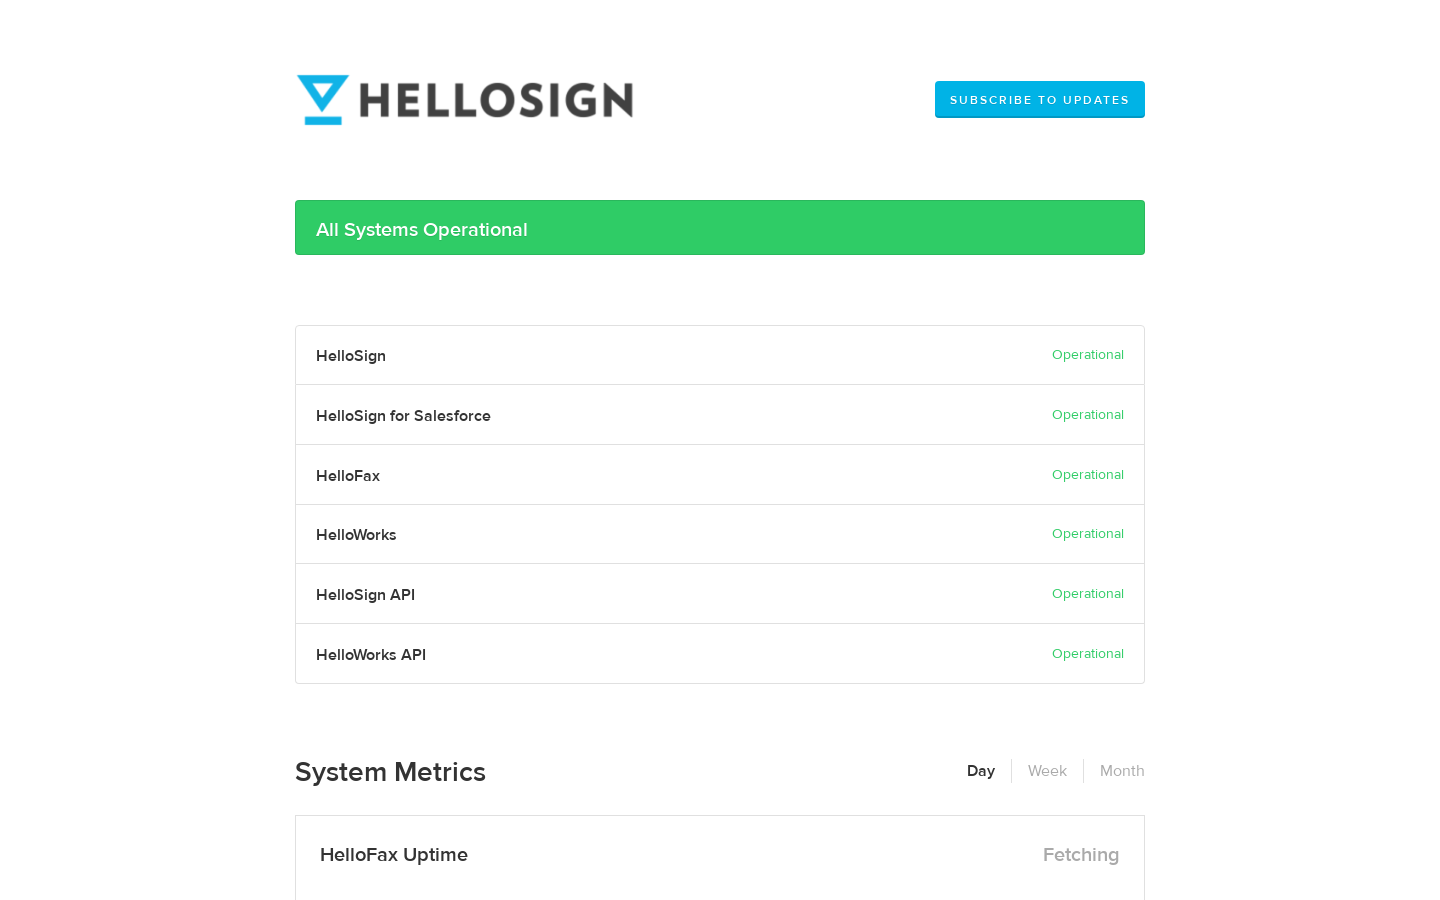 HELLOSIGN
SUBSCRIBE TO UPDATES
All Systems Operational
HelloSign Operational
HelloSign for Salesforce Operational
HelloFax Operational
HelloWorks Operational
HelloSign API Operational
HelloWorks API Operational
System Metrics Day Week Month
HelloFax Uptime Fetching